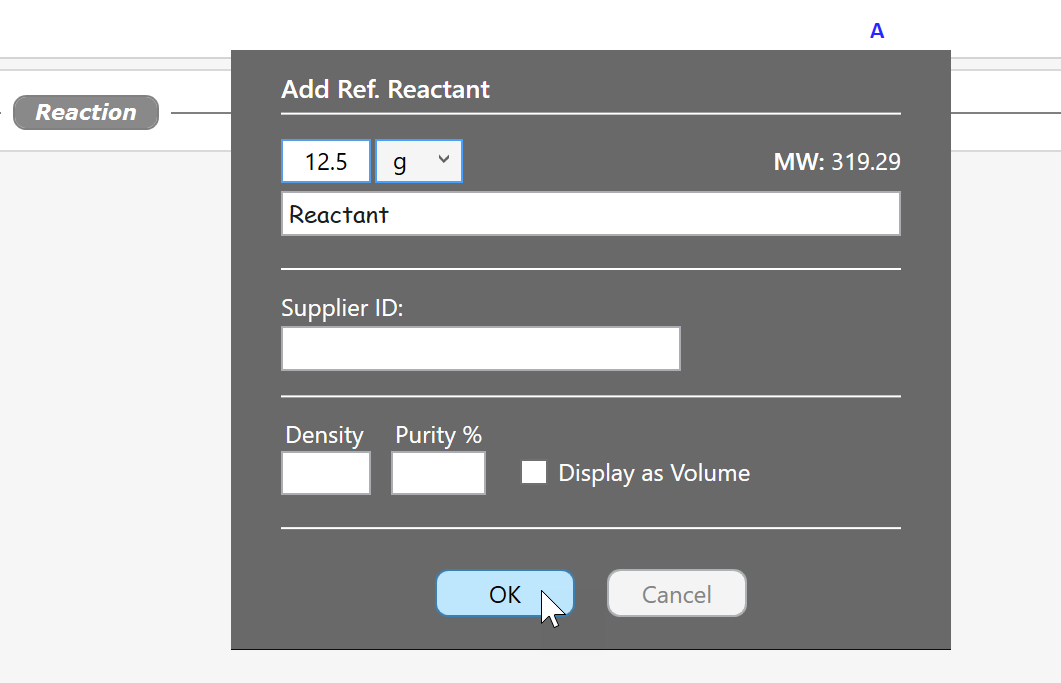 A
Add Ref. Reactant
Reaction
12.5 g MW: 319.29
Reactant
Supplier ID:
Density Purity %
Display as Volume
OK Cancel